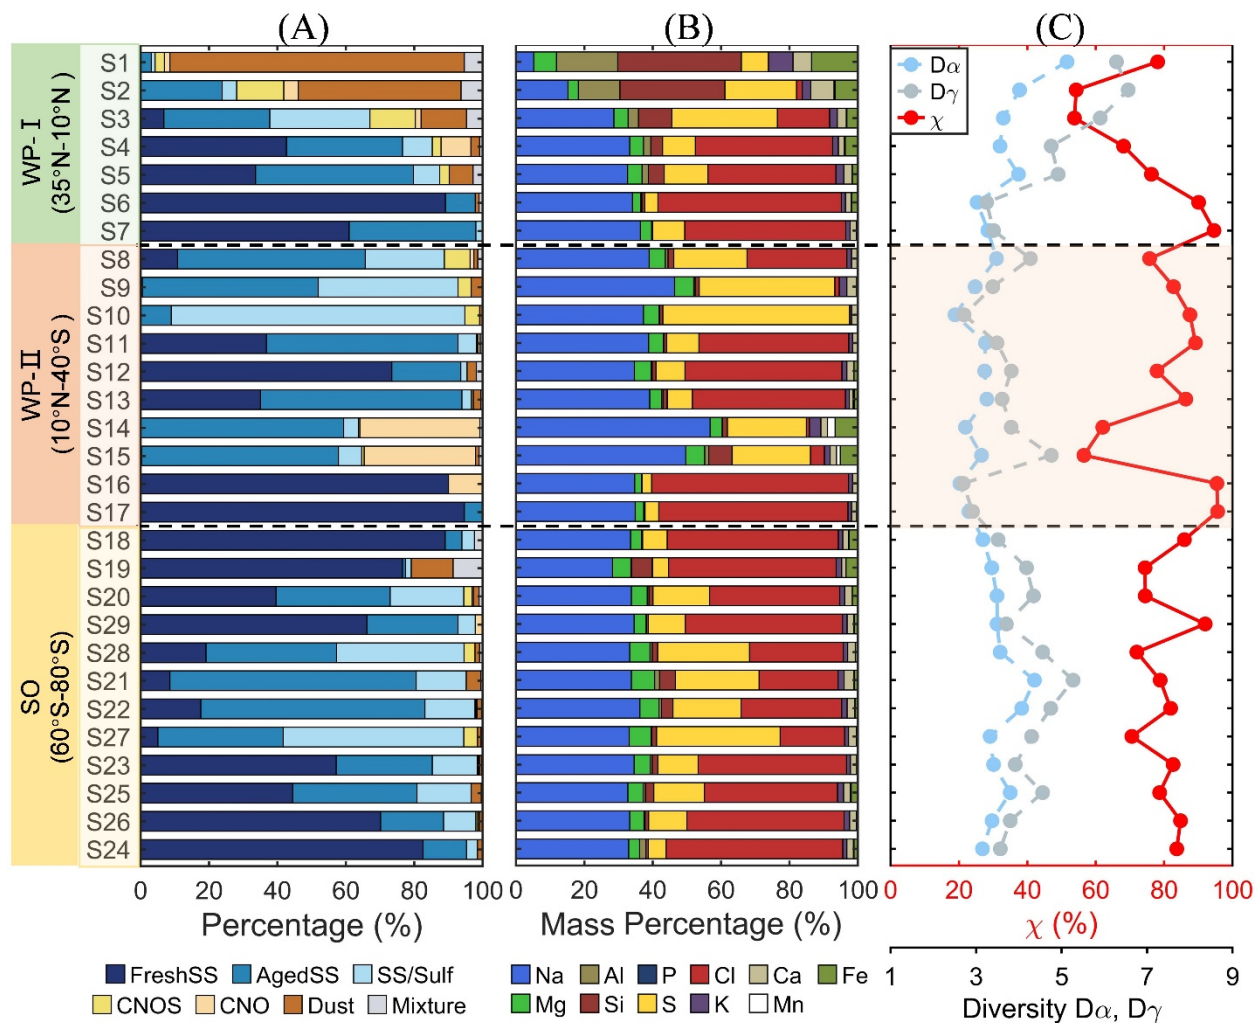 (A)
(B)
(C)
WP-I
(35°N-10°N)
WP-II
(10°N-40°S)
SO
(60°S-80°S)
S1
S2
S3
S4
S5
S6
S7
S8
S9
S10
S11
S12
S13
S14
S15
S16
S17
S18
S19
S20
S29
S28
S21
S22
S27
S23
S25
S26
S24
Dα
Dγ
χ
0 20 40 60 80 100
Percentage (%)
0 20 40 60 80 100
Mass Percentage (%)
0 20 40 60 80 100
χ (%)
1 3 5 7 9
Diversity Dα, Dγ
FreshSS AgedSS SS/Sulf
CNOS CNO Dust Mixture
Na Al P Cl Ca Fe
Mg Si S K Mn